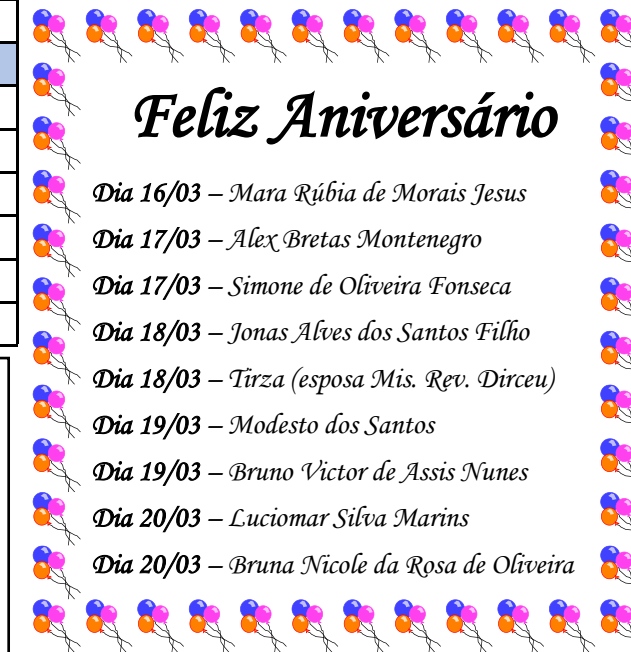 Feliz Aniversário
Dia 16/03 – Mara Rúbia de Morais Jesus
Dia 17/03 – Alex Bretas Montenegro
Dia 17/03 – Simone de Oliveira Fonseca
Dia 18/03 – Jonas Alves dos Santos Filho
Dia 18/03 – Tirza (esposa Mis. Rev. Dirceu)
Dia 19/03 – Modesto dos Santos
Dia 19/03 – Bruno Victor de Assis Nunes
Dia 20/03 – Luciomar Silva Marins
Dia 20/03 – Bruna Nicole da Rosa de Oliveira